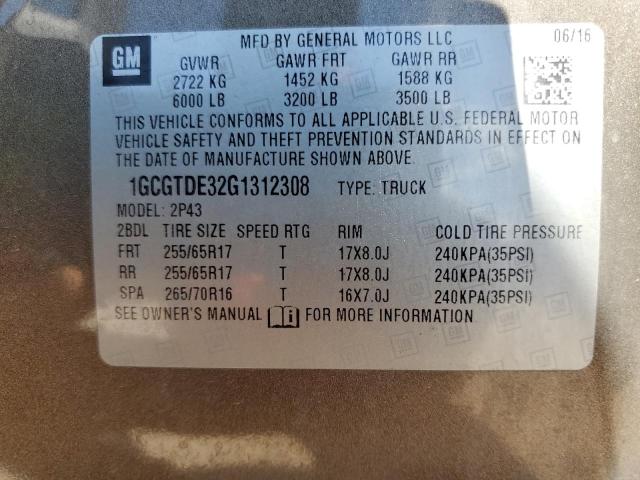 GM
MFD BY GENERAL MOTORS LLC 06/16
GVWR GAWR FRT GAWR RR
2722 KG 1452 KG 1588 KG
6000 LB 3200 LB 3500 LB
THIS VEHICLE CONFORMS TO ALL APPLICABLE U.S. FEDERAL MOTOR
VEHICLE SAFETY AND THEFT PREVENTION STANDARDS IN EFFECT ON
THE DATE OF MANUFACTURE SHOWN ABOVE.
1GCGTDE32G1312308 TYPE: TRUCK
MODEL: 2P43
2BDL TIRE SIZE SPEED RTG RIM COLD TIRE PRESSURE
FRT 255/65R17 T 17X8.0J 240KPA(35PSI)
RR 255/65R17 T 17X8.0J 240KPA(35PSI)
SPA 265/70R16 T 16X7.0J 240KPA(35PSI)
SEE OWNER'S MANUAL i FOR MORE INFORMATION.